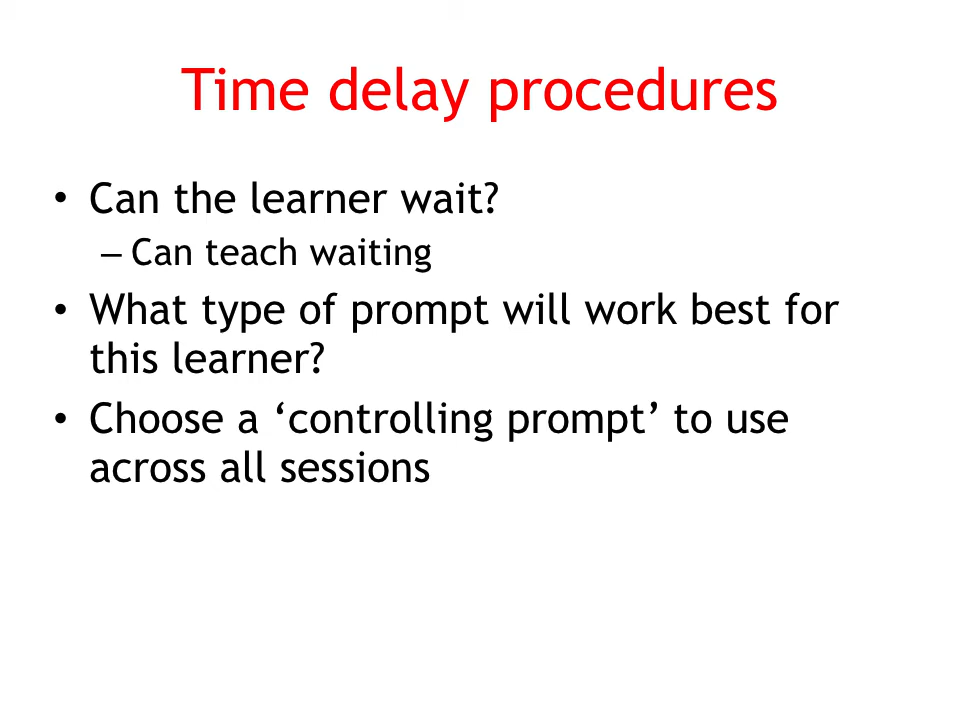 Time delay procedures
• Can the learner wait?
– Can teach waiting
• What type of prompt will work best for
this learner?
• Choose a ‘controlling prompt’ to use
across all sessions